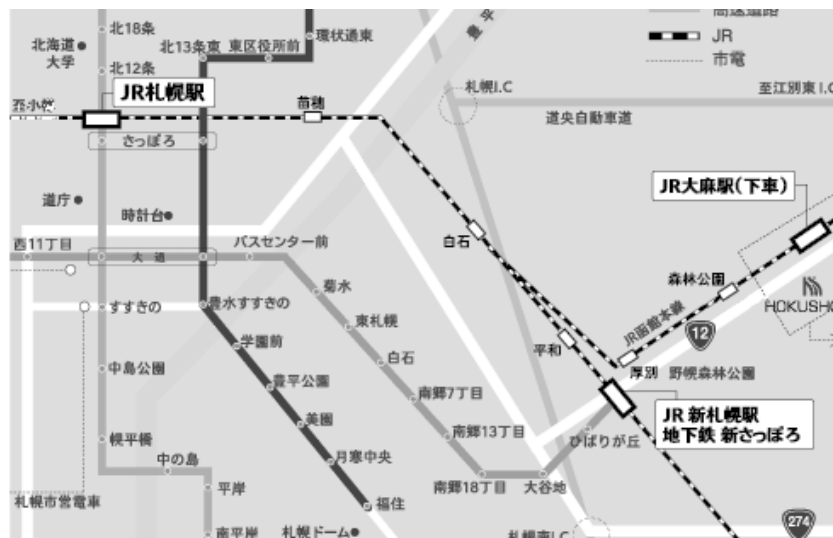 北18条
北海道
大学
北12条
北13条東
東区役所前
環状通東
高速道路
JR
市電
豊平
JR札幌駅
札幌I.C
至江別東I.C
道央自動車道
苗穂
さっぽろ
JR大麻駅(下車)
道庁
時計台
西11丁目
大通
バスセンター前
白石
森林公園
HOKUSHO
菊水
すすきの
豊水すすきの
東札幌
JR函館本線
12
学園前
白石
平和
厚別
野幌森林公園
中島公園
豊平公園
南郷7丁目
JR 新札幌駅
地下鉄 新さっぽろ
美園
南郷13丁目
ひばりが丘
幌平橋
中の島
月寒中央
平岸
南郷18丁目
大谷地
札幌市営電車
福住
南平岸
札幌ドーム
札幌南I.C
274